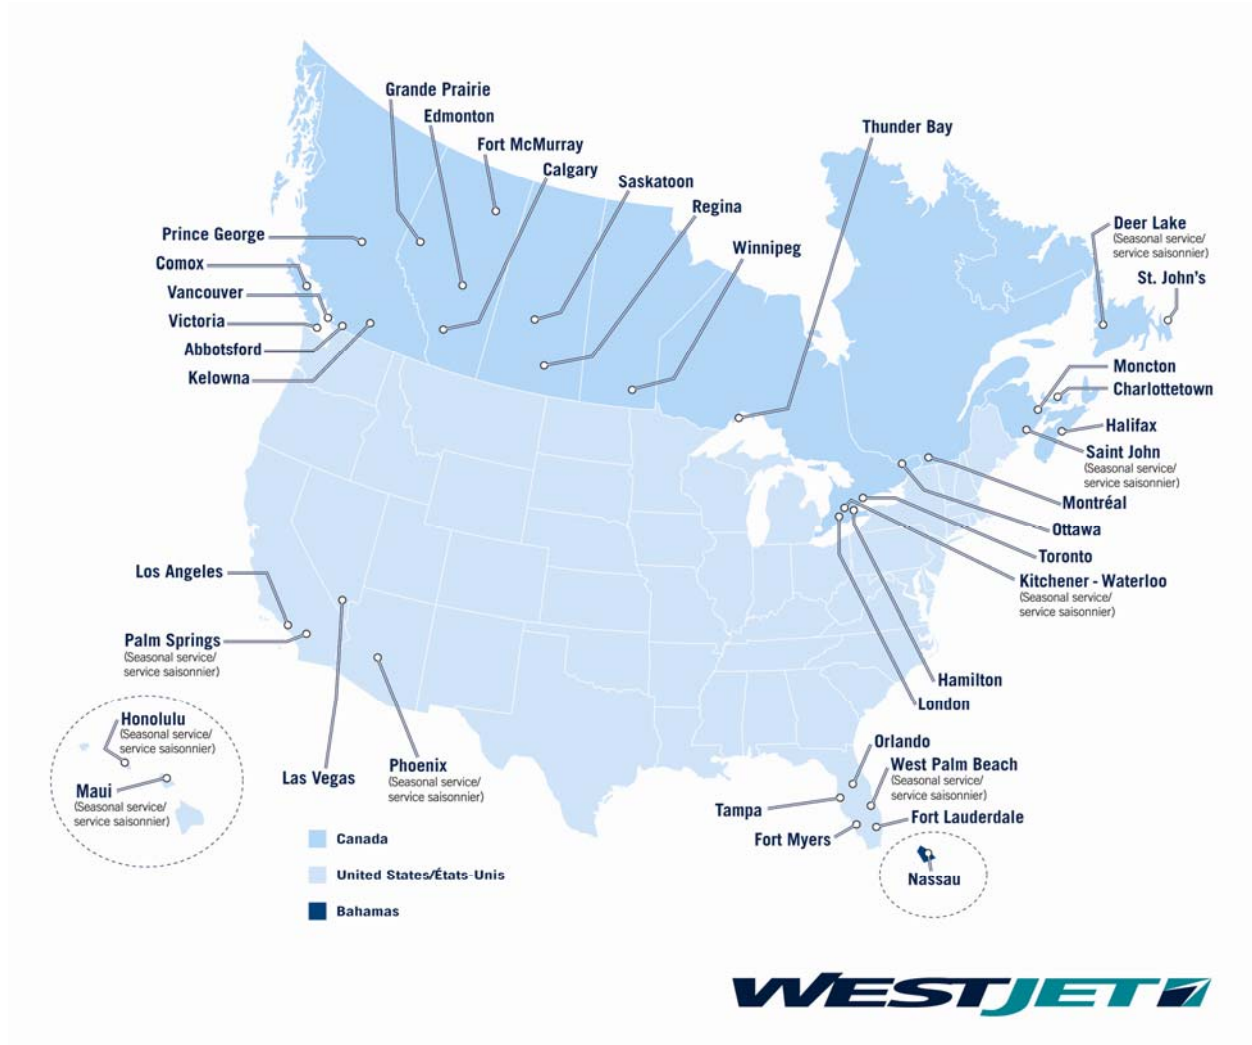 Grande Prairie
Edmonton
Fort McMurray
Calgary
Saskatoon
Regina
Winnipeg
Thunder Bay
Deer Lake
(Seasonal service/
service saisonnier)
St. John's
Prince George
Comox
Vancouver
Victoria
Abbotsford
Kelowna
Moncton
Charlottetown
Halifax
Saint John
(Seasonal service/
service saisonnier)
Montréal
Ottawa
Toronto
Kitchener - Waterloo
(Seasonal service/
service saisonnier)
Hamilton
London
Los Angeles
Palm Springs
(Seasonal service/
service saisonnier)
Honolulu
(Seasonal service/
service saisonnier)
Maui
(Seasonal service/
service saisonnier)
Las Vegas
Phoenix
(Seasonal service/
service saisonnier)
Orlando
West Palm Beach
(Seasonal service/
service saisonnier)
Tampa
Fort Lauderdale
Fort Myers
Nassau
Canada
United States/États-Unis
Bahamas
WESTJET